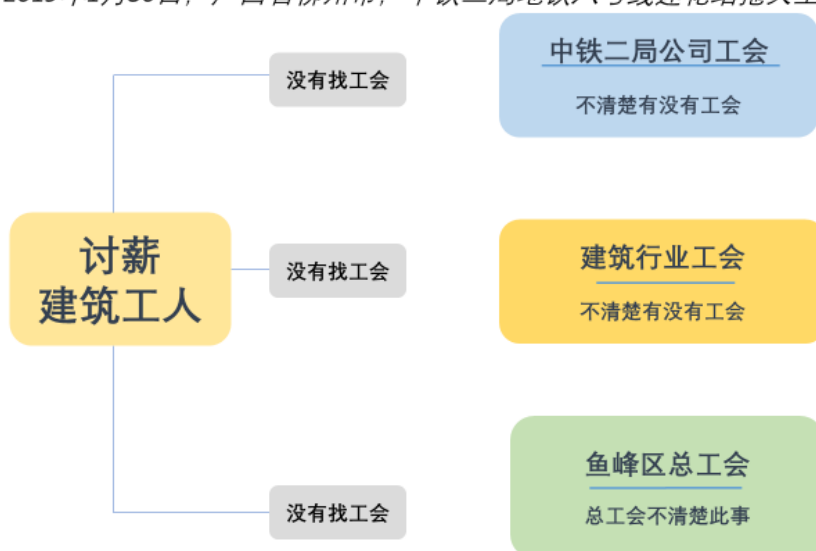 没有找工会
中铁二局公司工会
不清楚有没有工会
讨薪
建筑工人
没有找工会
建筑行业工会
不清楚有没有工会
没有找工会
鱼峰区总工会
总工会不清楚此事